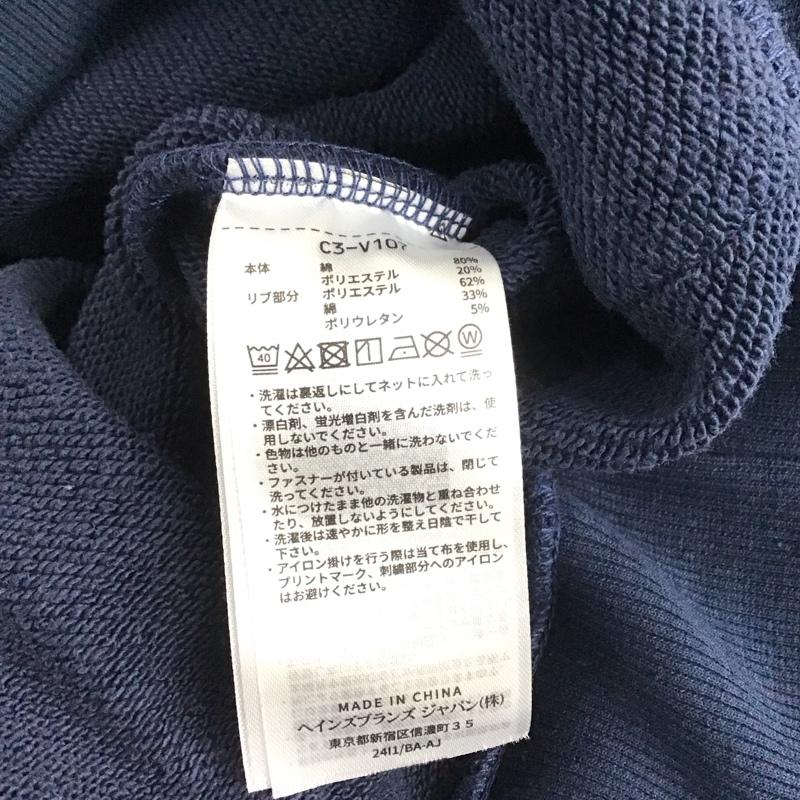 C3-V107
本体 綿 80%
ポリエステル 20%
リブ部分 ポリエステル 62%
綿 33%
ポリウレタン 5%
40 W
・洗濯は裏返しにしてネットに入れて洗っ
てください。
・漂白剤、蛍光増白剤を含んだ洗剤は、使
用しないでください。
・色物は他のものと一緒に洗わないでくだ
さい。
・ファスナーが付いている製品は、閉じて
洗ってください。
・水につけたまま他の洗濯物と重ね合わせ
たり、放置しないようにしてください。
・洗濯後は速やかに形を整え日陰で干して
下さい。
・アイロン掛けを行う際は当て布を使用し、
プリントマーク、刺繍部分へのアイロン
はお避けください。
MADE IN CHINA
ヘインズブランズ ジャパン(株)
東京都新宿区信濃町35
2411/BA-AJ